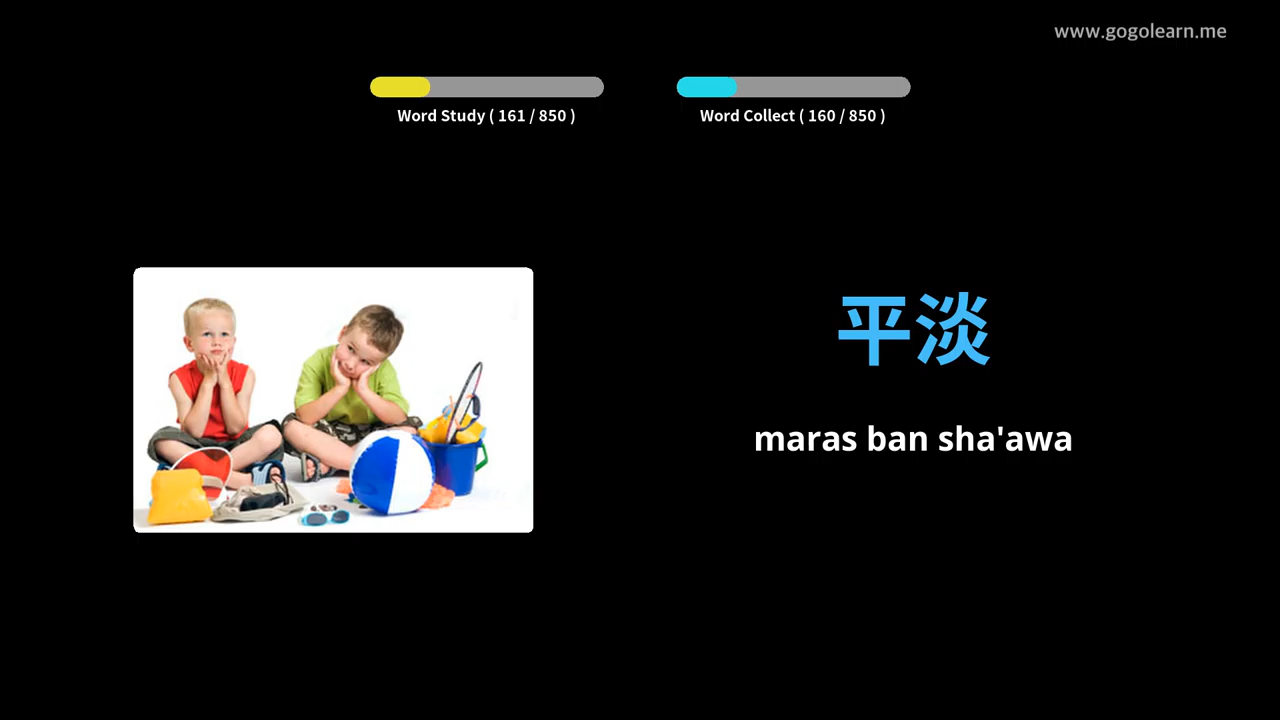 www.gogolearn.me
Word Study ( 161 / 850 )
Word Collect ( 160 / 850 )
平淡
maras ban sha'awa